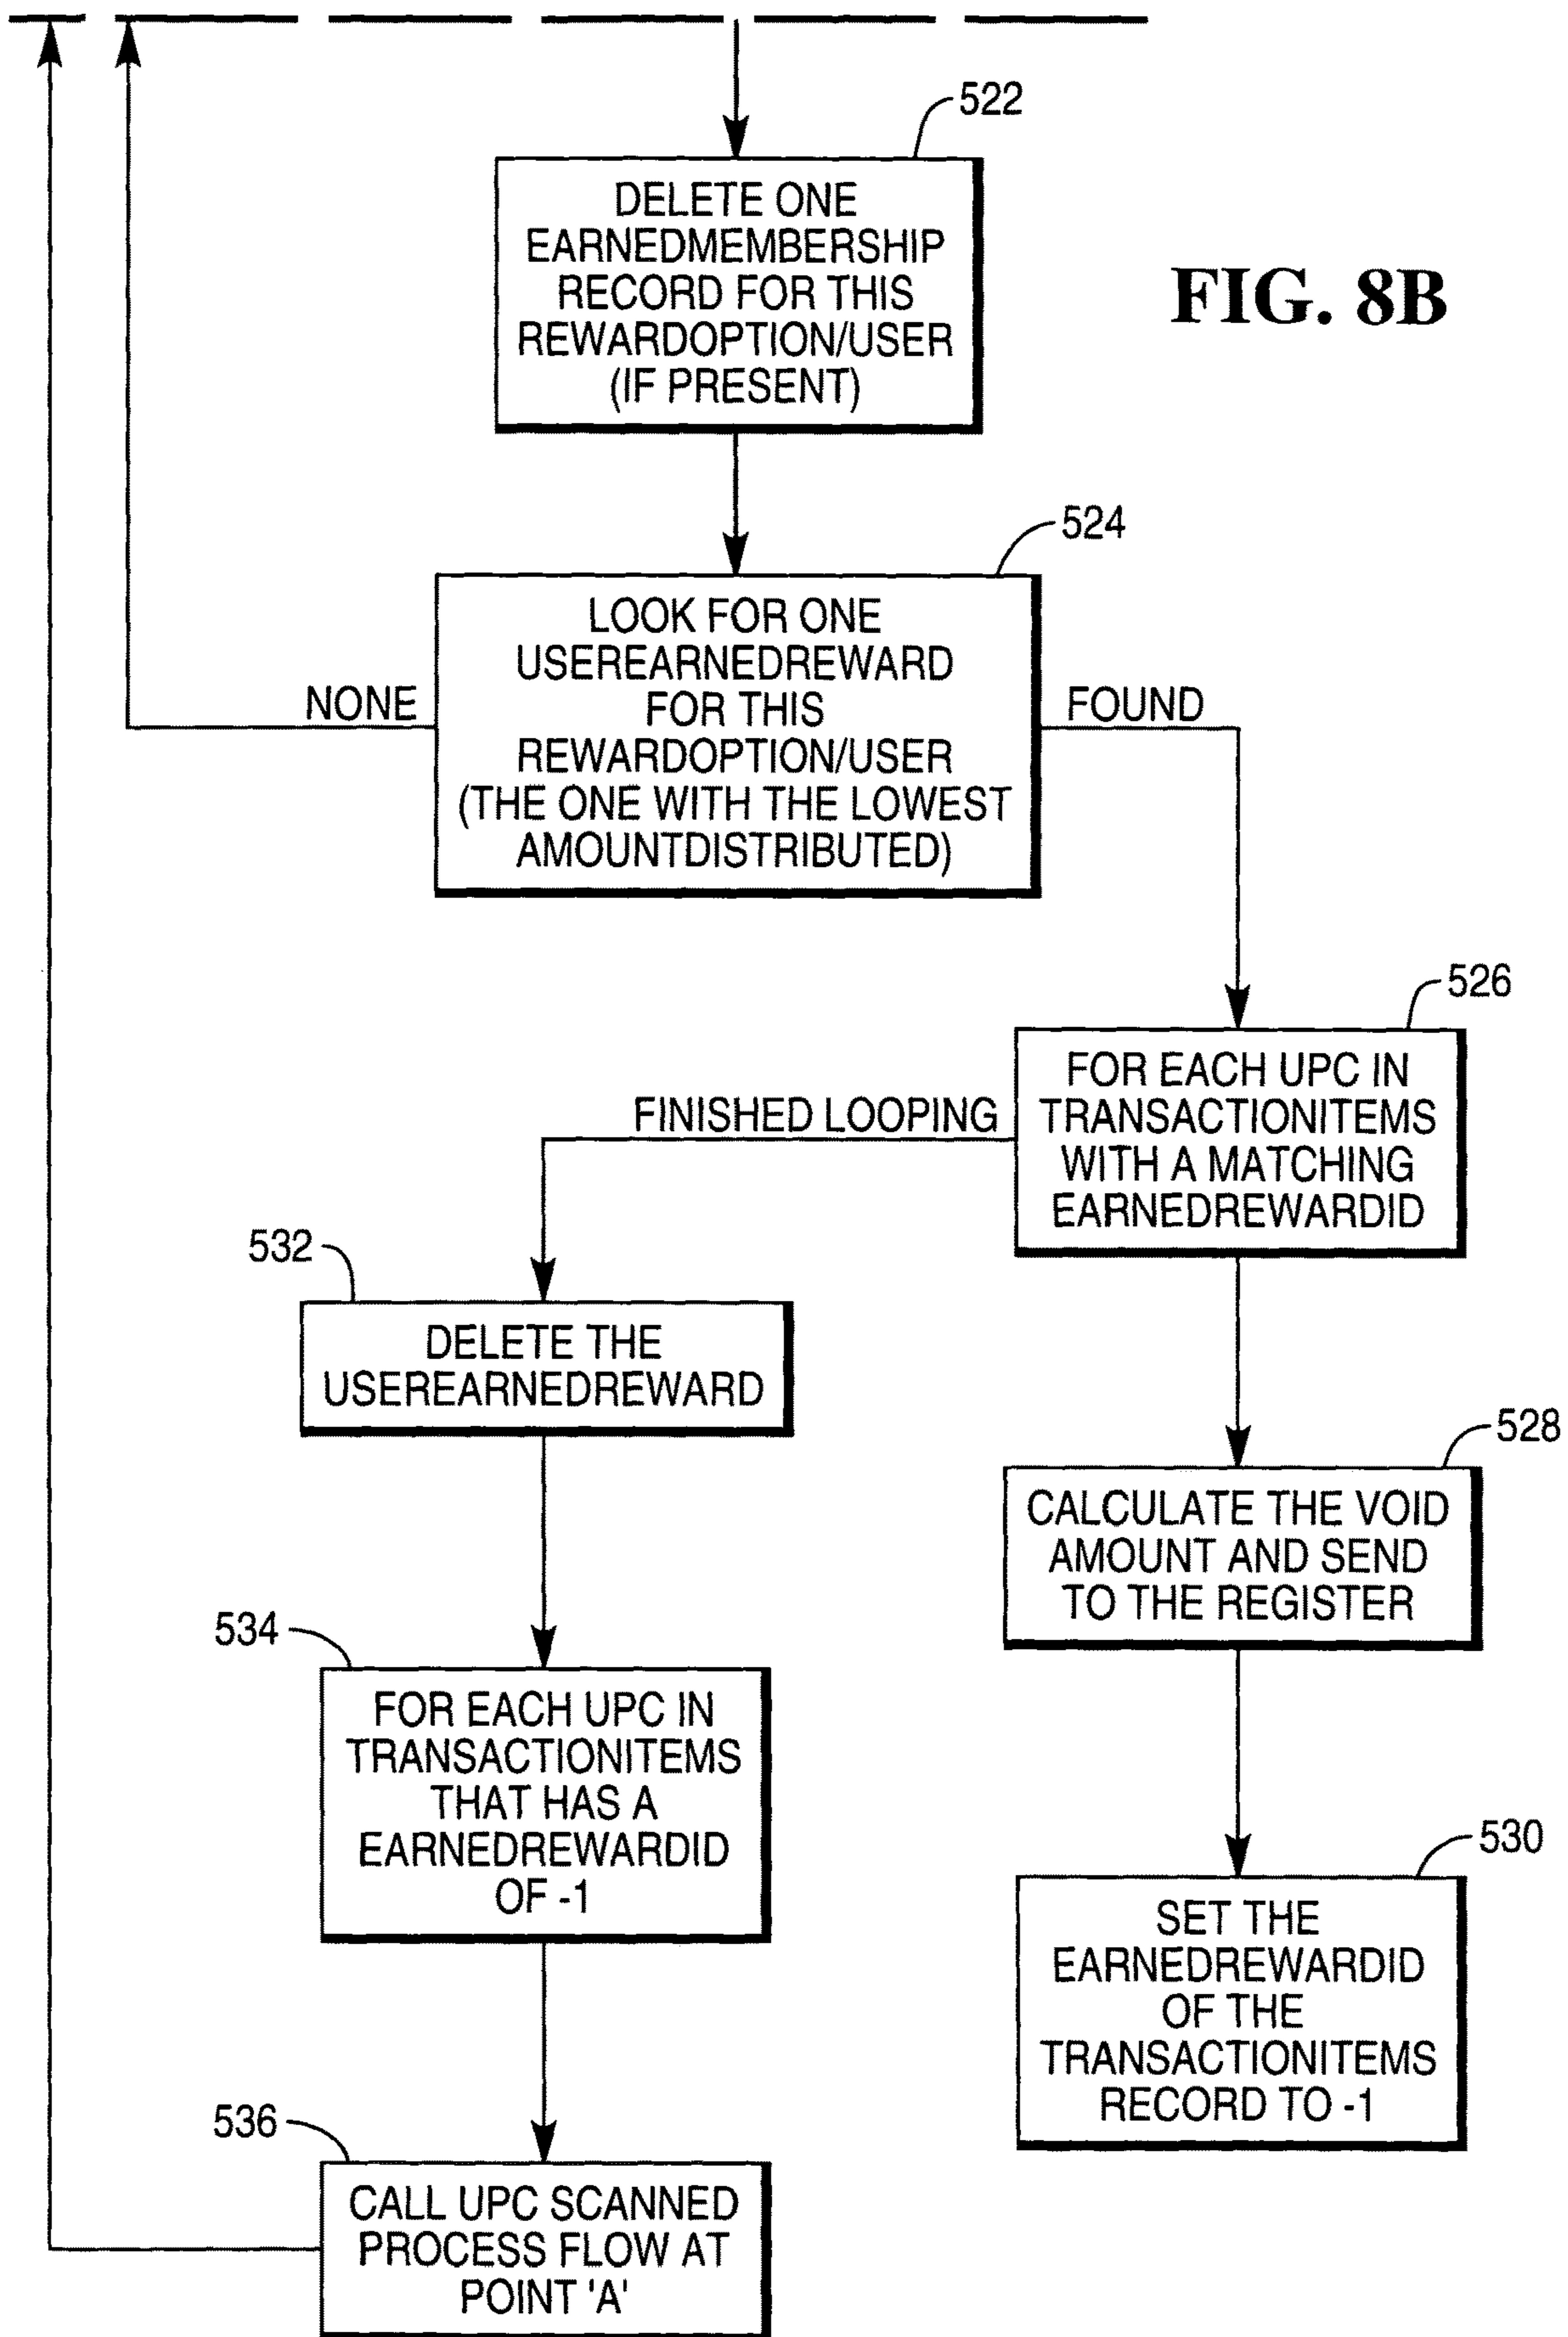 522
DELETE ONE
EARNEDMEMBERSHIP
RECORD FOR THIS
REWARDOPTION/USER
(IF PRESENT)
FIG. 8B
524
LOOK FOR ONE
USEREARNEDREWARD
FOR THIS
REWARDOPTION/USER
(THE ONE WITH THE LOWEST
AMOUNTDISTRIBUTED)
NONE
FOUND
526
FOR EACH UPC IN
TRANSACTIONITEMS
WITH A MATCHING
EARNEDREWARDID
FINISHED LOOPING
532
DELETE THE
USEREARNEDREWARD
528
CALCULATE THE VOID
AMOUNT AND SEND
TO THE REGISTER
534
FOR EACH UPC IN
TRANSACTIONITEMS
THAT HAS A
EARNEDREWARDID
OF -1
530
SET THE
EARNEDREWARDID
OF THE
TRANSACTIONITEMS
RECORD TO -1
536
CALL UPC SCANNED
PROCESS FLOW AT
POINT 'A'